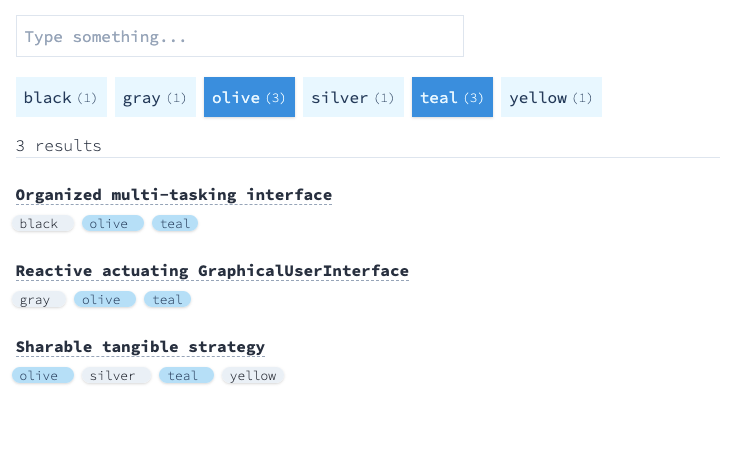 Type something...
black (1) gray (1) olive (3) silver (1) teal (3) yellow (1)
3 results
Organized multi-tasking interface
black olive teal
Reactive actuating GraphicalUserInterface
gray olive teal
Sharable tangible strategy
olive silver teal yellow